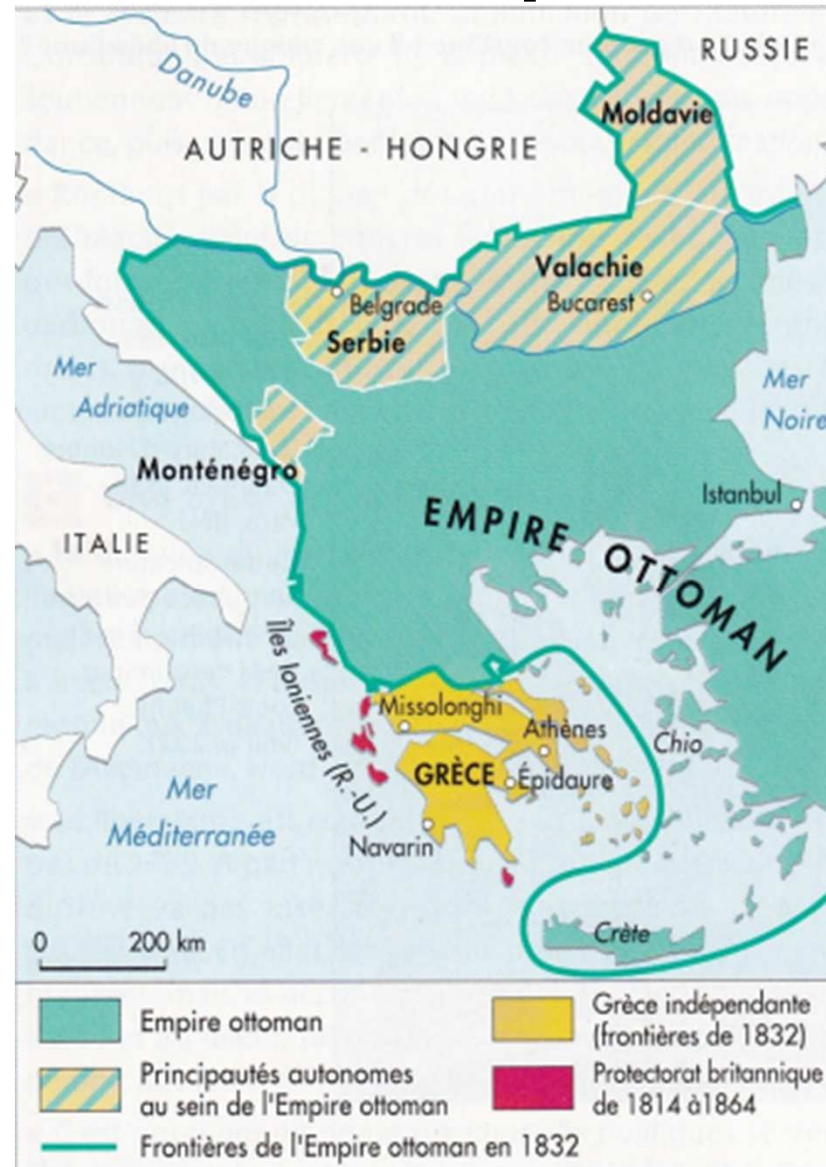 RUSSIE
Danube
Moldavie
AUTRICHE - HONGRIE
Valachie
Bucarest
Belgrade
Serbie
Mer
Adriatique
Mer
Noire
Monténégro
Istanbul
EMPIRE OTTOMAN
ITALIE
Îles Ioniennes (R.-U.)
Missolonghi
Athènes
Chio
GRÈCE
Épidaure
Mer
Méditerranée
Navarin
Crète
0 200 km
Empire ottoman
Principautés autonomes
au sein de l'Empire ottoman
Frontières de l'Empire ottoman en 1832
Grèce indépendante
(frontières de 1832)
Protectorat britannique
de 1814 à1864